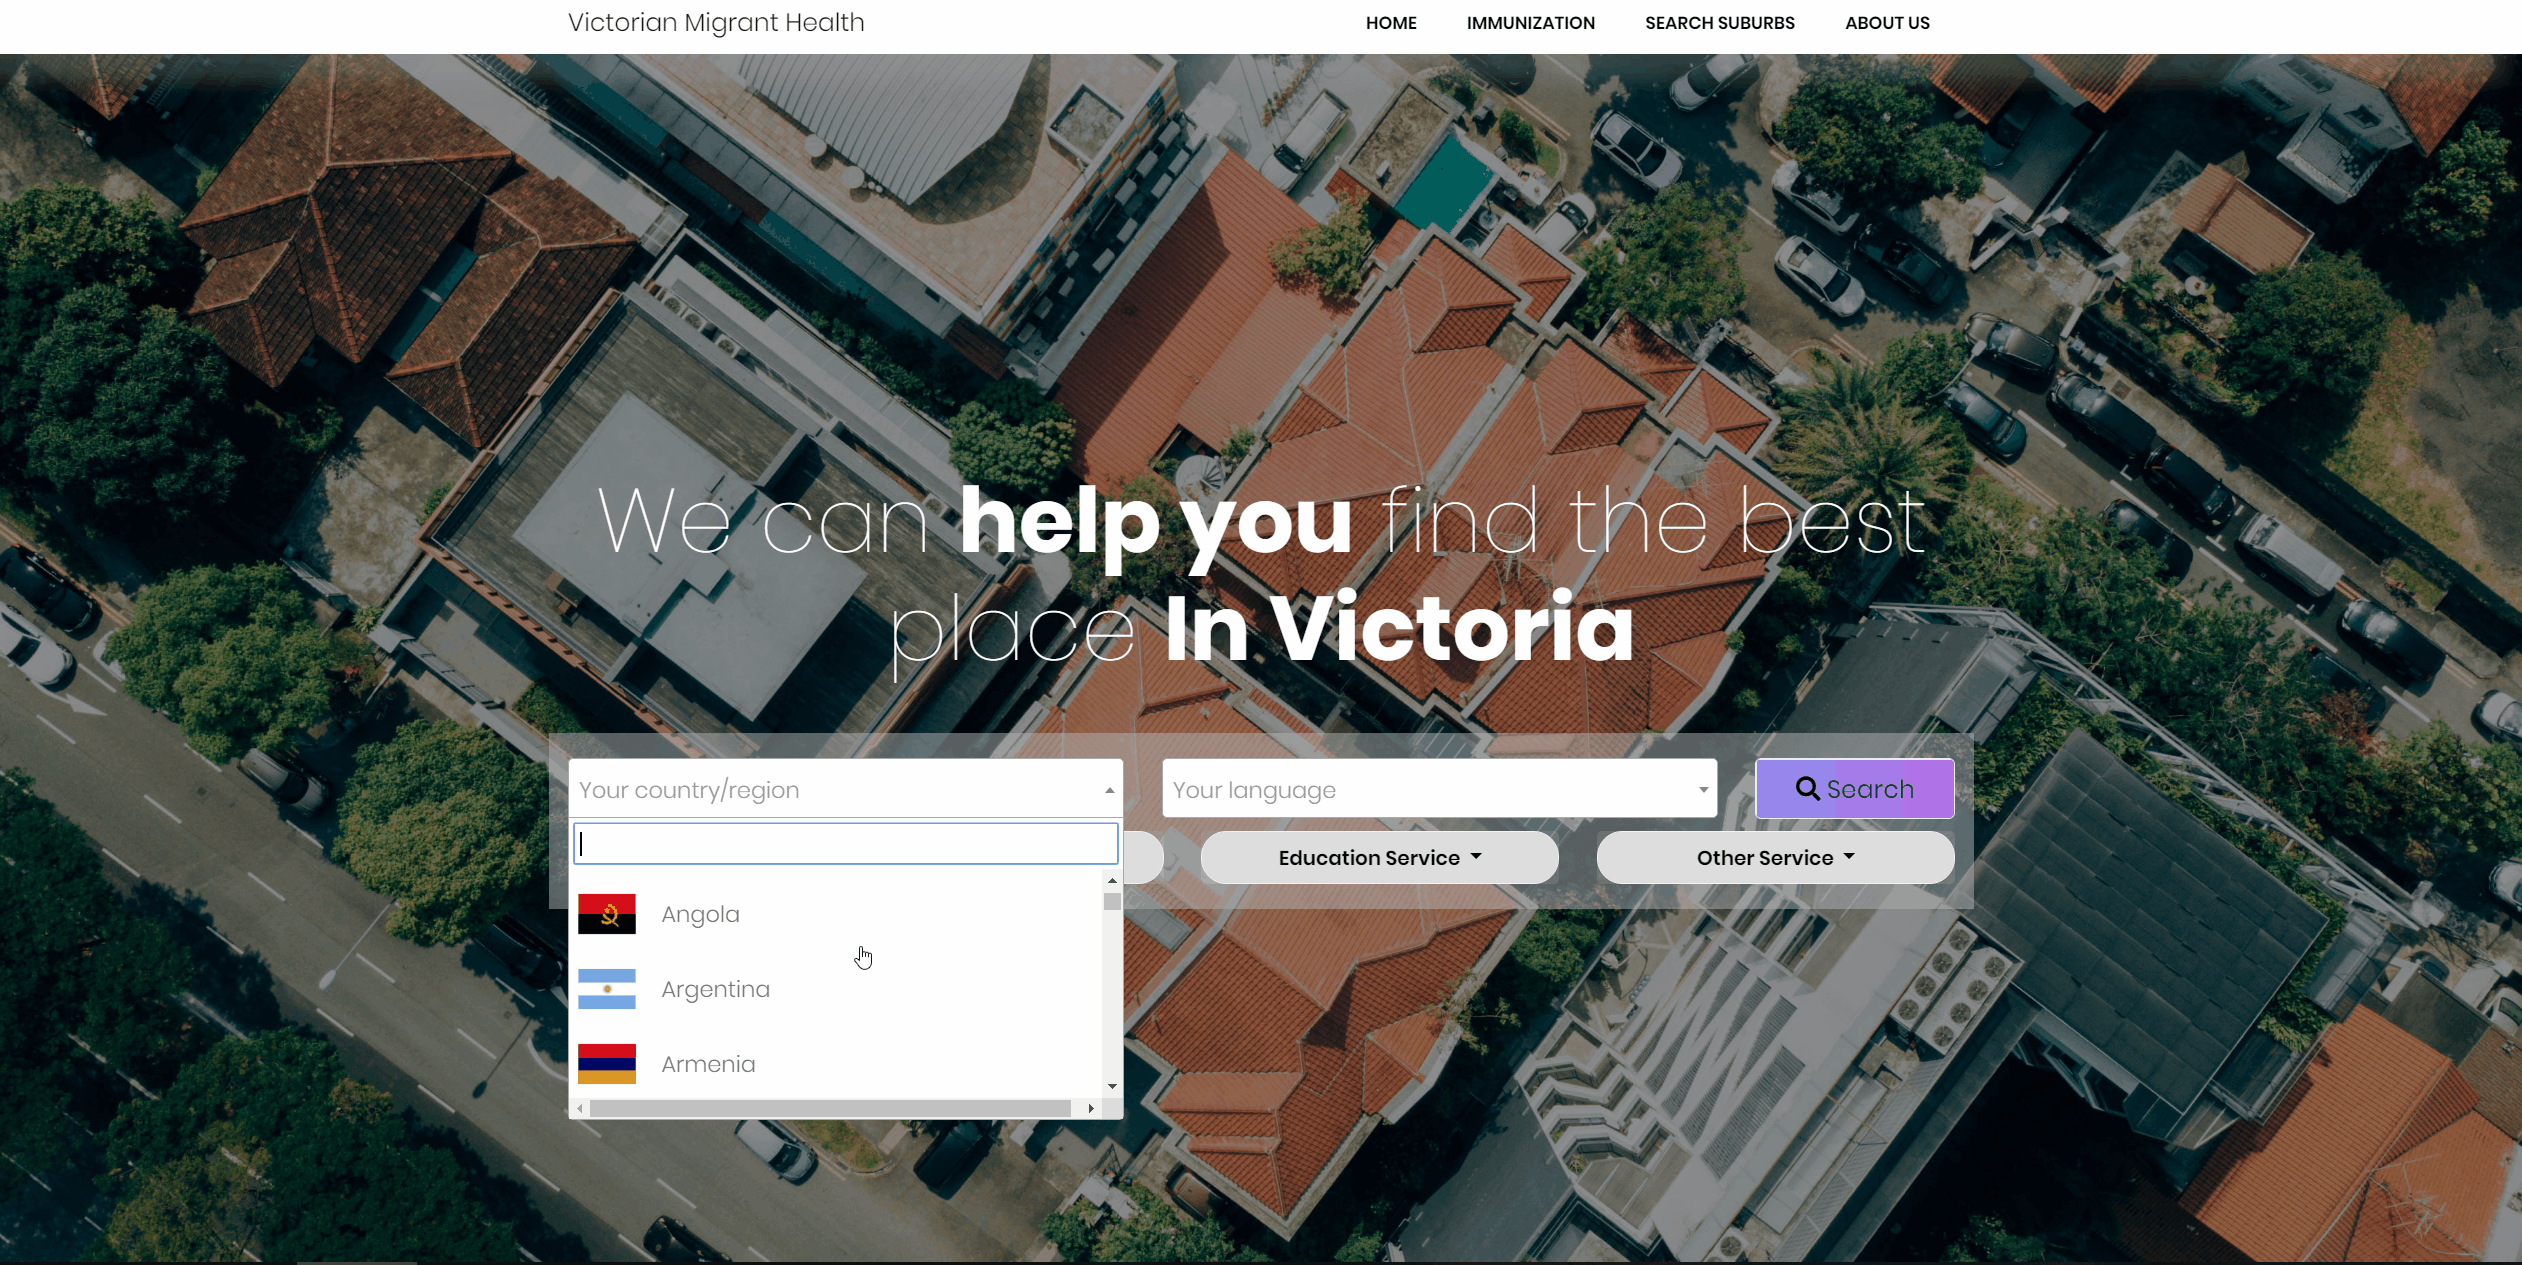 Victorian Migrant Health
HOME IMMUNIZATION SEARCH SUBURBS ABOUT US
We can help you find the best
place In Victoria
Your country/region
Your language
Search
Education Service
Other Service
Angola
Argentina
Armenia